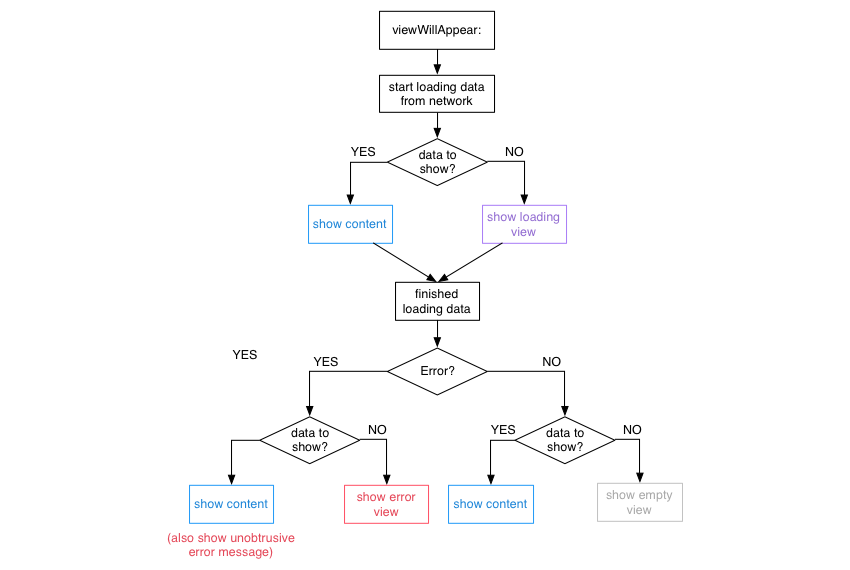 viewWillAppear:
start loading data
from network
YES
data to
show?
NO
show content
show loading
view
finished
loading data
YES
YES
Error?
NO
data to
show?
NO
YES
data to
show?
NO
show content
(also show unobtrusive
error message)
show error
view
show content
show empty
view